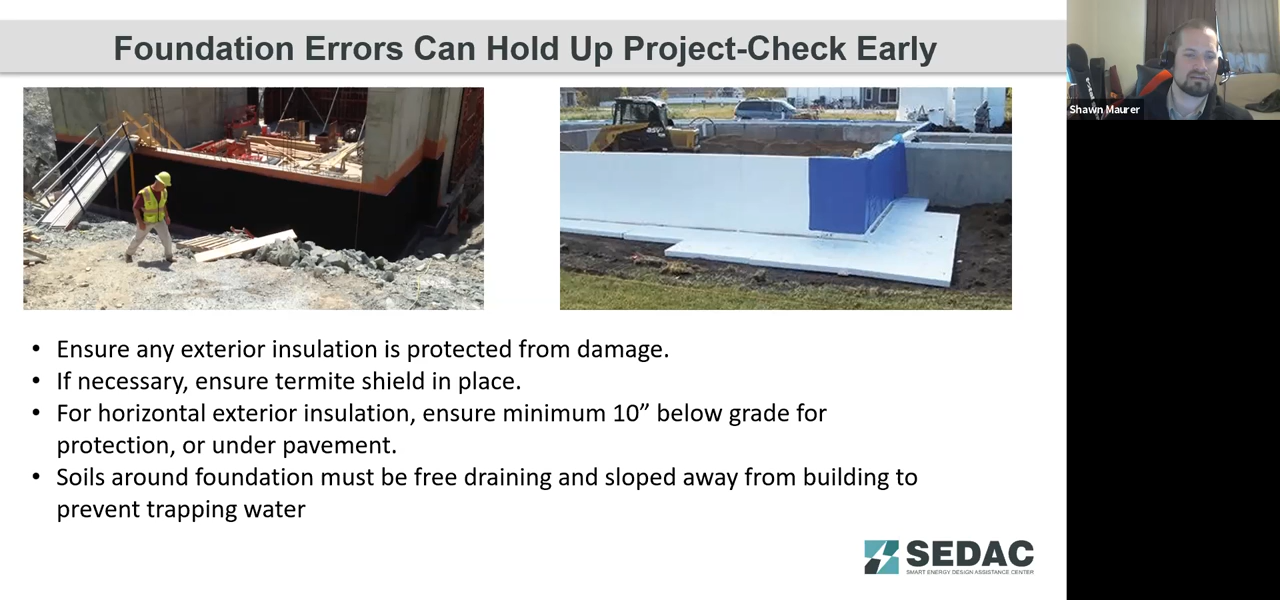 Foundation Errors Can Hold Up Project-Check Early
Shawn Maurer
• Ensure any exterior insulation is protected from damage.
• If necessary, ensure termite shield in place.
• For horizontal exterior insulation, ensure minimum 10” below grade for
protection, or under pavement.
• Soils around foundation must be free draining and sloped away from building to
prevent trapping water
SEDAC
SMART ENERGY DESIGN ASSISTANCE CENTER